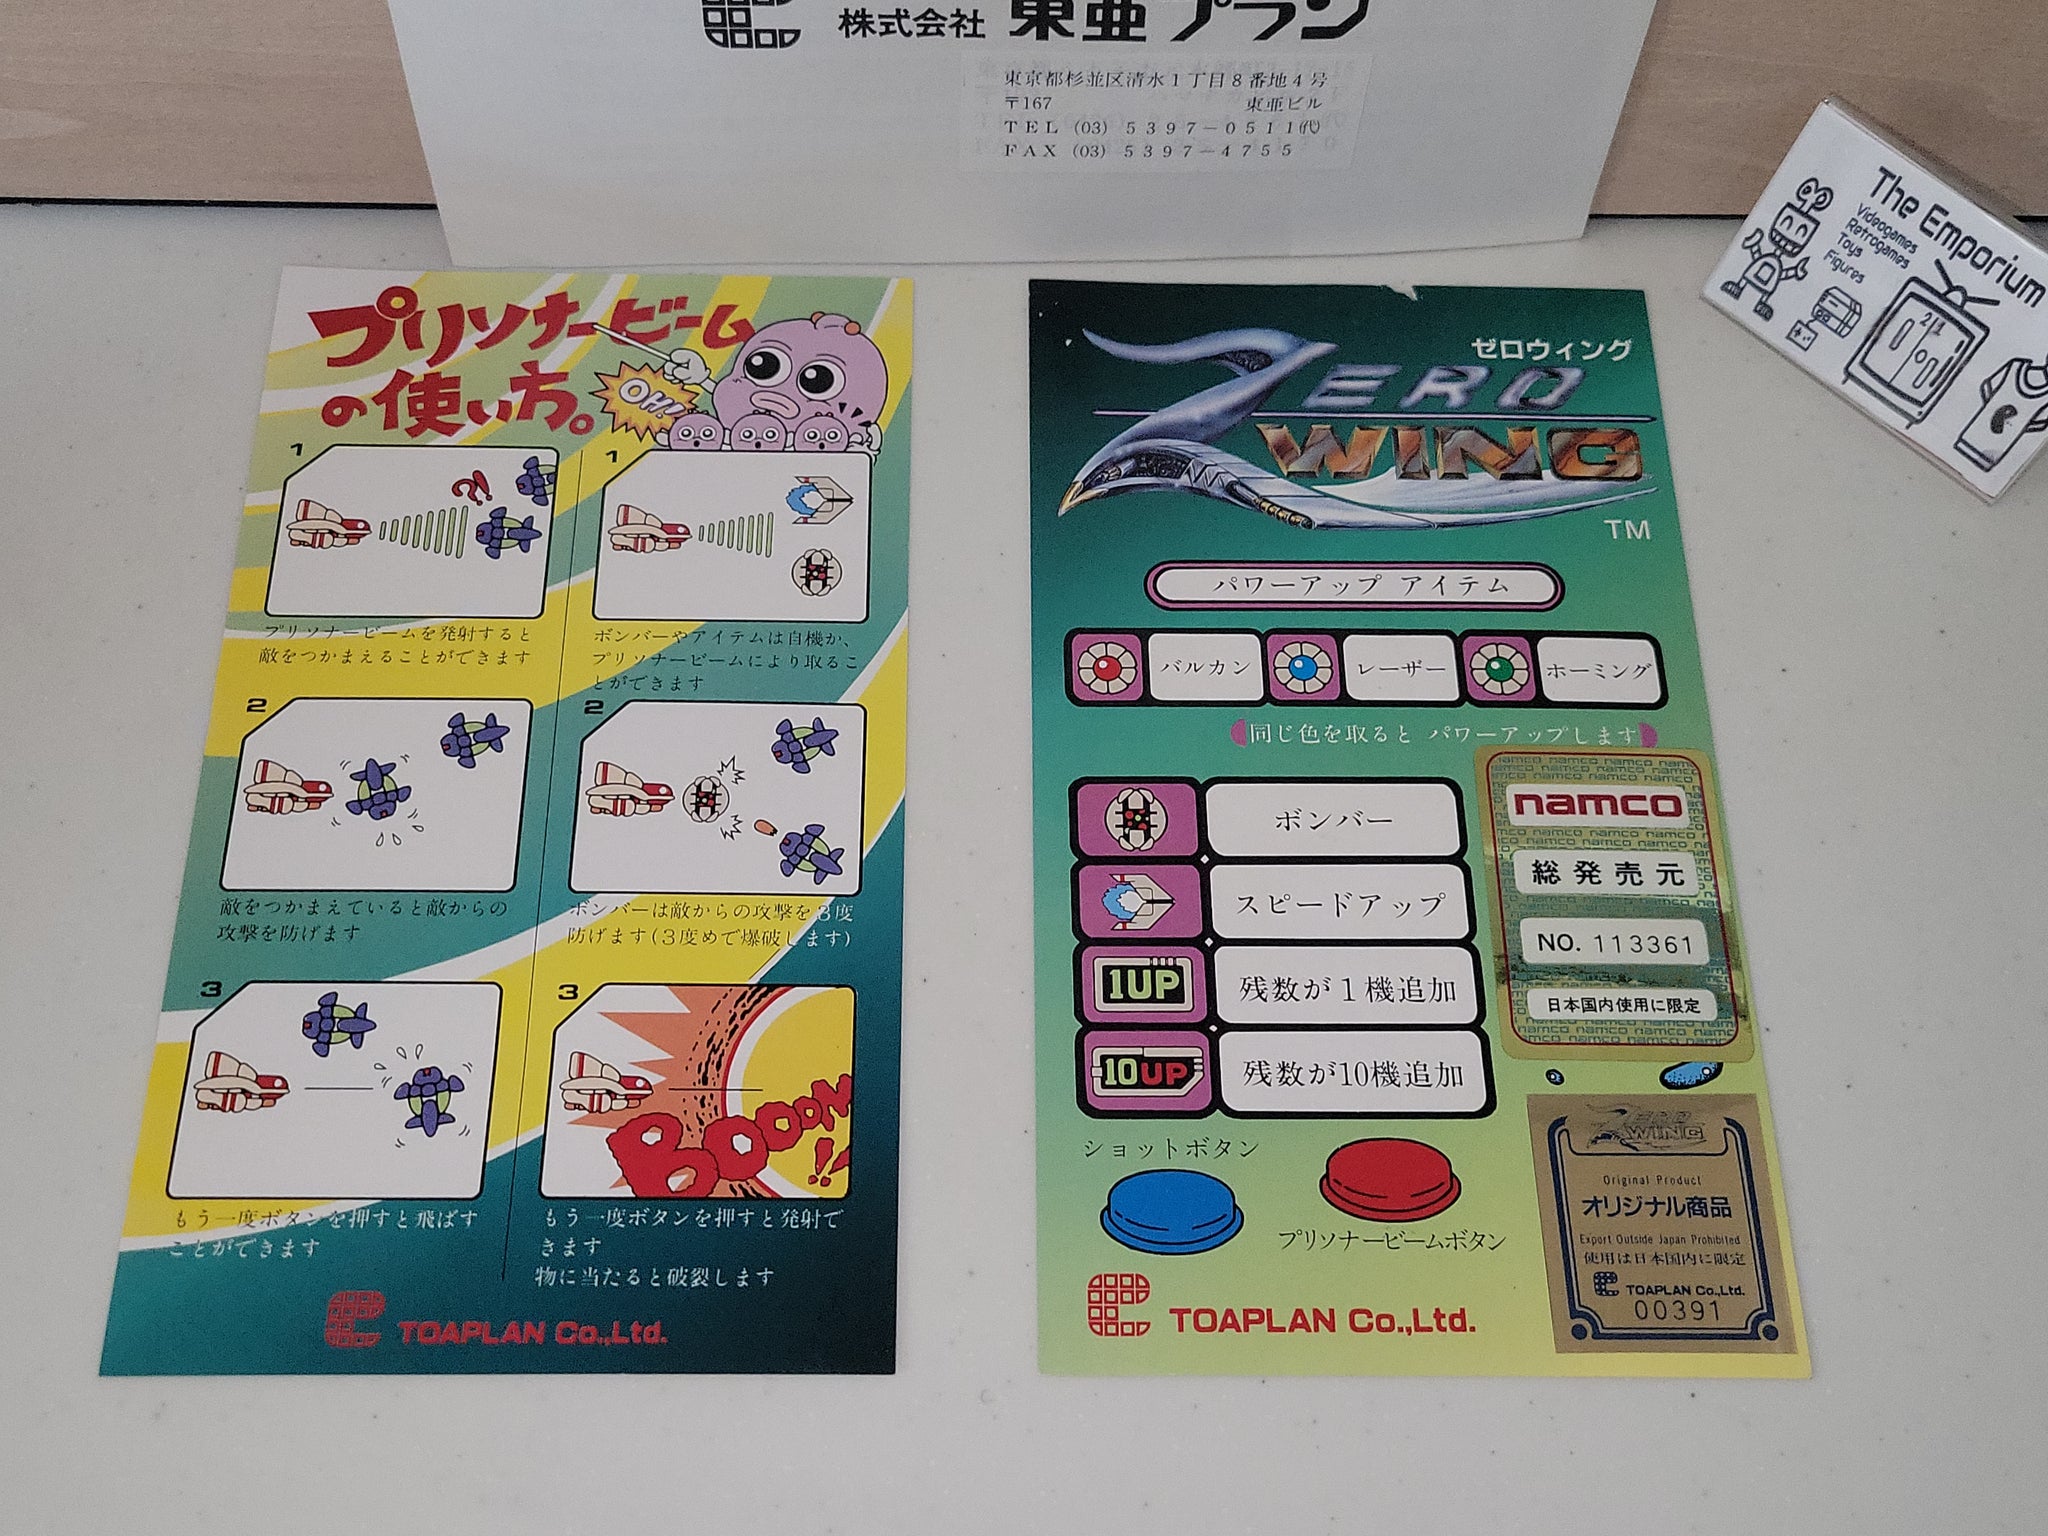 株式会社 東亜プラン
東京都杉並区清水1丁目8番地4号
〒167 東亜ビル
TEL (03) 5397-0511㈹
FAX (03) 5397-4755
The Emporium
Videogames
Retrogames
Toys
Figures
21
プリソナービーム
の使い方。
OH!
1
?!
プリソナービームを発射すると
敵をつかまえることができます
2
敵をつかまえていると敵からの
攻撃を防げます
3
もう一度ボタンを押すと飛ばす
ことができます
1
ボンバーやアイテムは自機か、
プリソナービームにより取るこ
とができます
2
ボンバーは敵からの攻撃を3度
防げます(3度めで爆破します)
3
BOOOM!!
もう一度ボタンを押すと発射で
きます
物に当たると破裂します
TOAPLAN Co.,Ltd.
ゼロウィング
ZERO
WING
TM
パワーアップ アイテム
バルカン レーザー ホーミング
同じ色を取ると パワーアップします
ボンバー
スピードアップ
1UP 残数が1機追加
10UP 残数が10機追加
ショットボタン
プリソナービームボタン
TOAPLAN Co.,Ltd.
namco
総発売元
NO. 113361
日本国内使用に限定
ZERO
WING
Original Product
オリジナル商品
Export Outside Japan Prohibited
使用は日本国内に限定
TOAPLAN Co.,Ltd.
00391